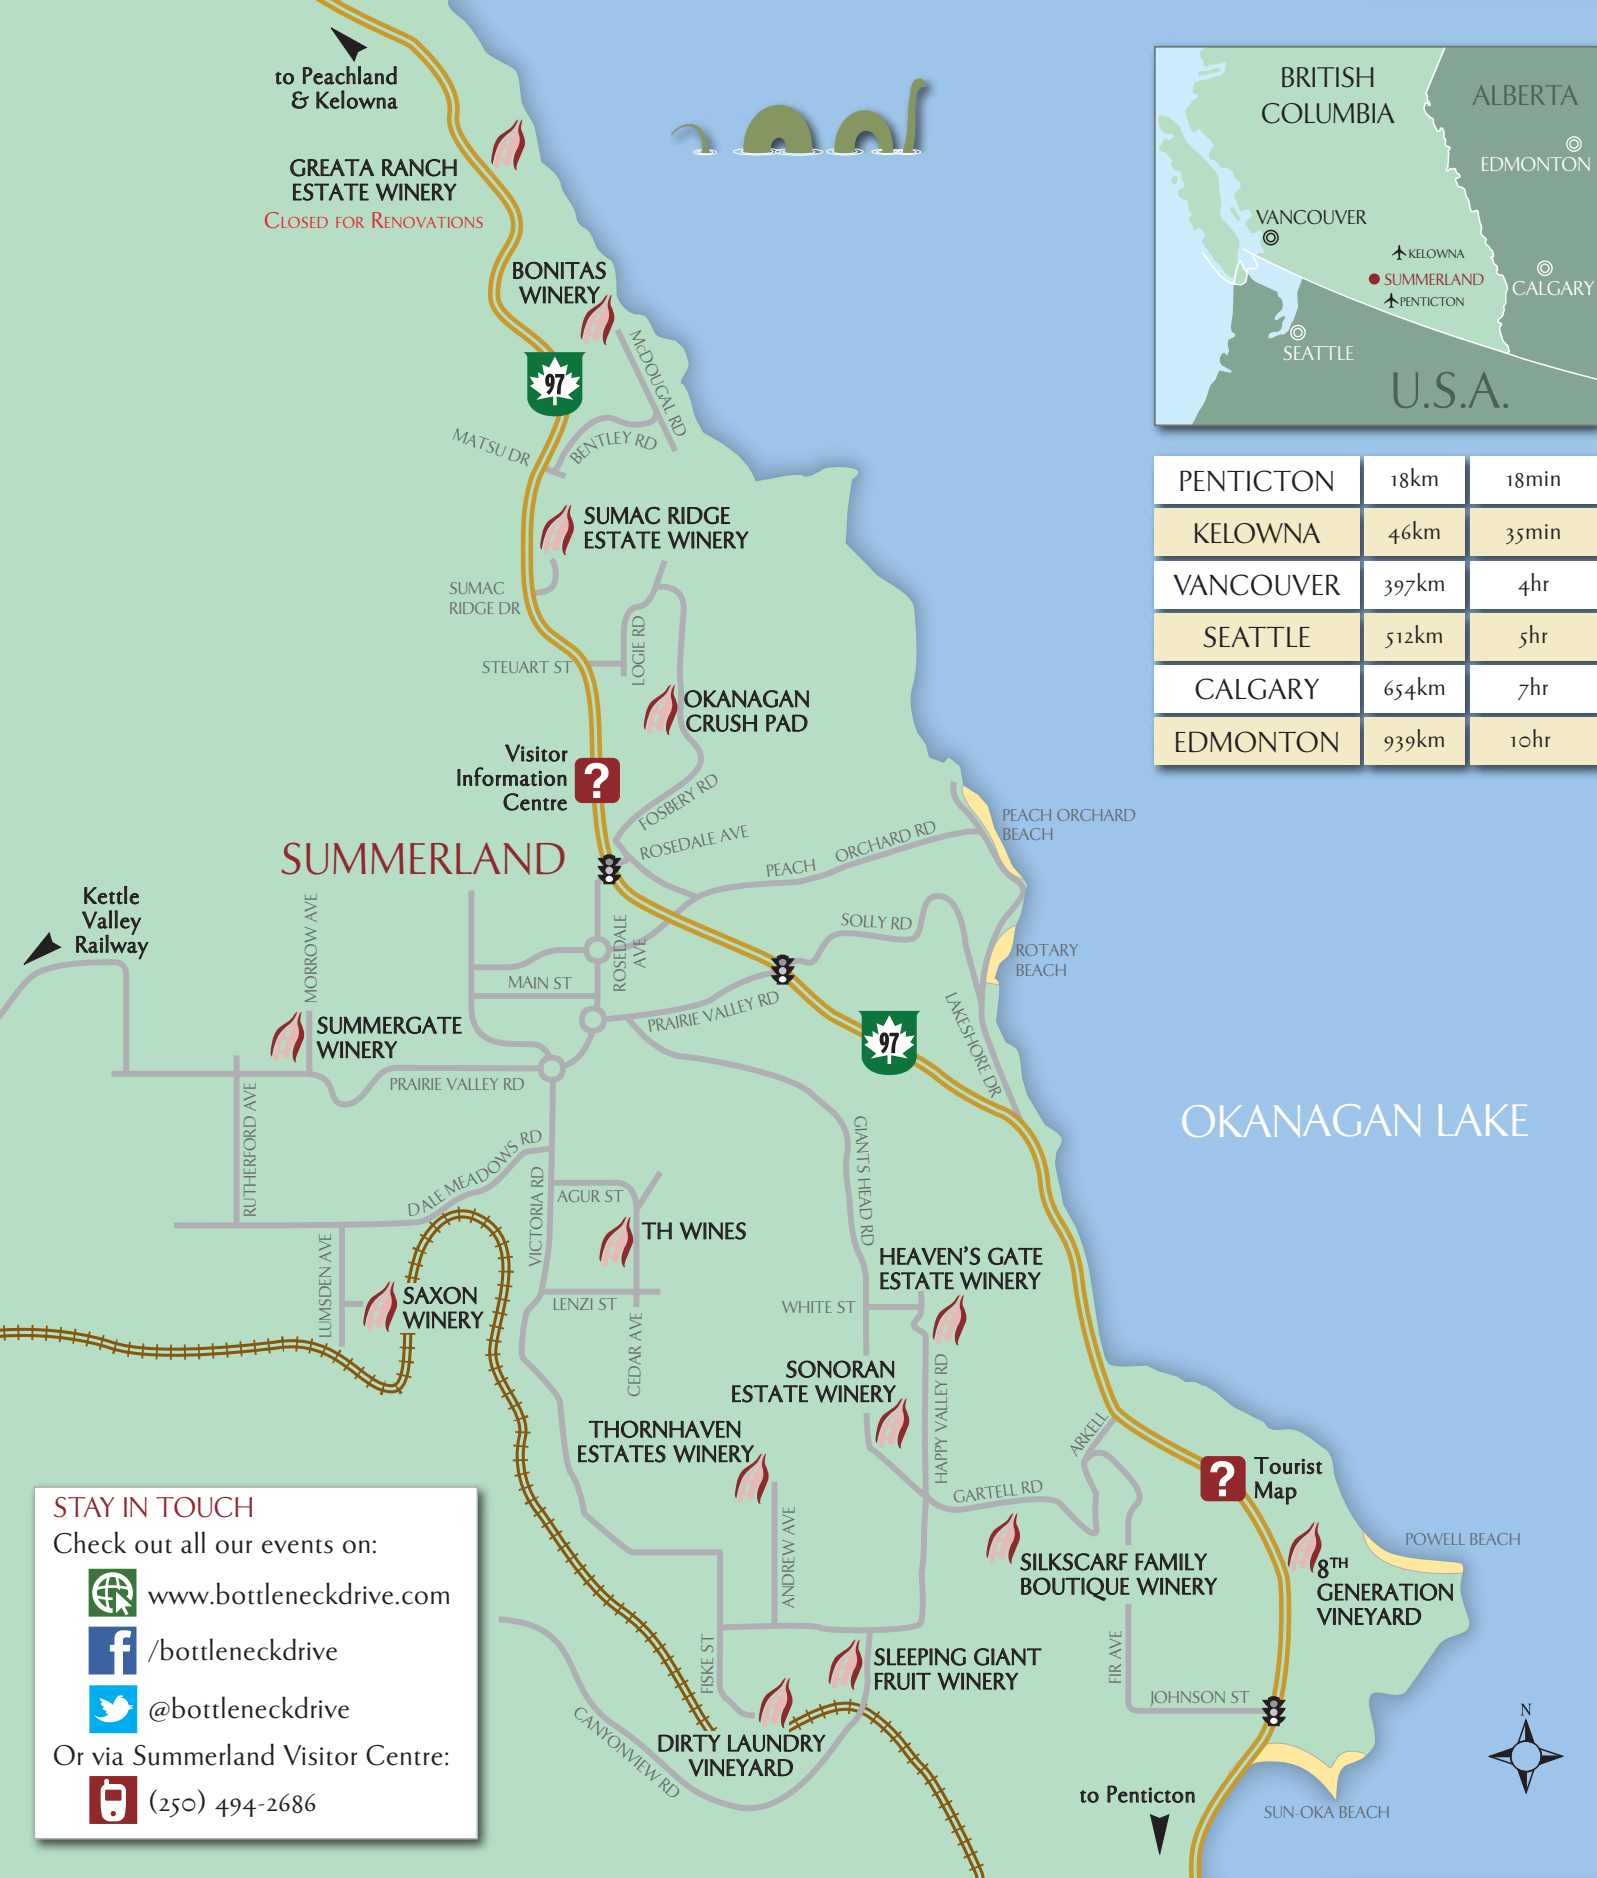 to Peachland
& Kelowna
GREATA RANCH
ESTATE WINERY
CLOSED FOR RENOVATIONS
BONITAS
WINERY
97
McDOUGAL RD
MATSU DR
BENTLEY RD
SUMAC RIDGE
ESTATE WINERY
SUMAC
RIDGE DR
LOGIE RD
STEUART ST
OKANAGAN
CRUSH PAD
Visitor
Information
Centre
?
FOSBERY RD
ROSEDALE AVE
PEACH ORCHARD RD
PEACH ORCHARD
BEACH
SUMMERLAND
Kettle
Valley
Railway
MORROW AVE
ROSEDALE
AVE
SOLLY RD
ROTARY
BEACH
MAIN ST
PRAIRIE VALLEY RD
LAKESHORE DR
97
SUMMERGATE
WINERY
PRAIRIE VALLEY RD
RUTHERFORD AVE
DALE MEADOWS RD
VICTORIA RD
AGUR ST
GIANTS HEAD RD
TH WINES
LUMSDEN AVE
SAXON
WINERY
LENZI ST
CEDAR AVE
HEAVEN'S GATE
ESTATE WINERY
WHITE ST
SONORAN
ESTATE WINERY
HAPPY VALLEY RD
THORNHAVEN
ESTATES WINERY
ARKELL
GARTELL RD
?
Tourist
Map
ANDREW AVE
SILKSCARF FAMILY
BOUTIQUE WINERY
8TH
GENERATION
VINEYARD
POWELL BEACH
FISKE ST
SLEEPING GIANT
FRUIT WINERY
FIR AVE
JOHNSON ST
DIRTY LAUNDRY
VINEYARD
CANYONVIEW RD
to Penticton
SUN-OKA BEACH
N
OKANAGAN LAKE
BRITISH
COLUMBIA
ALBERTA
EDMONTON
VANCOUVER
KELOWNA
SUMMERLAND
PENTICTON
CALGARY
SEATTLE
U.S.A.
PENTICTON 18km 18min
KELOWNA 46km 35min
VANCOUVER 397km 4hr
SEATTLE 512km 5hr
CALGARY 654km 7hr
EDMONTON 939km 10hr
STAY IN TOUCH
Check out all our events on:
www.bottleneckdrive.com
f /bottleneckdrive
@bottleneckdrive
Or via Summerland Visitor Centre:
(250) 494-2686